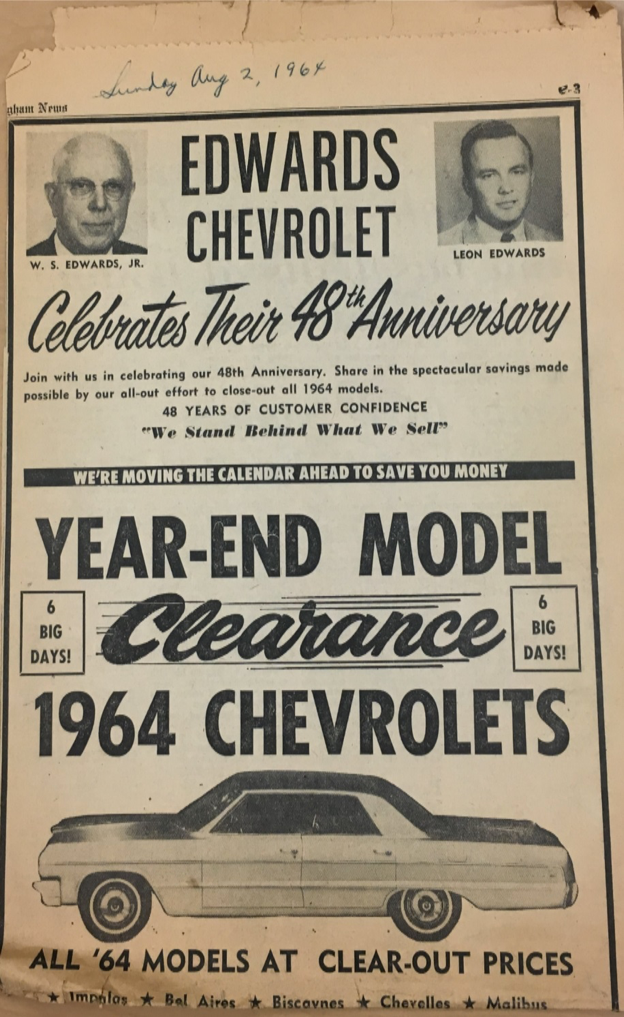 Sunday Aug 2, 1964
gham News
e-3
EDWARDS
CHEVROLET
W. S. EDWARDS, JR.
LEON EDWARDS
Celebrates Their 48th Anniversary
Join with us in celebrating our 48th Anniversary. Share in the spectacular savings made
possible by our all-out effort to close-out all 1964 models.
48 YEARS OF CUSTOMER CONFIDENCE
"We Stand Behind What We Sell"
WE'RE MOVING THE CALENDAR AHEAD TO SAVE YOU MONEY
YEAR-END MODEL
6
BIG
DAYS!
Clearance
6
BIG
DAYS!
1964 CHEVROLETS
ALL '64 MODELS AT CLEAR-OUT PRICES
★ Impalas ★ Bel Aires ★ Biscaynes ★ Chevelles ★ Malibus